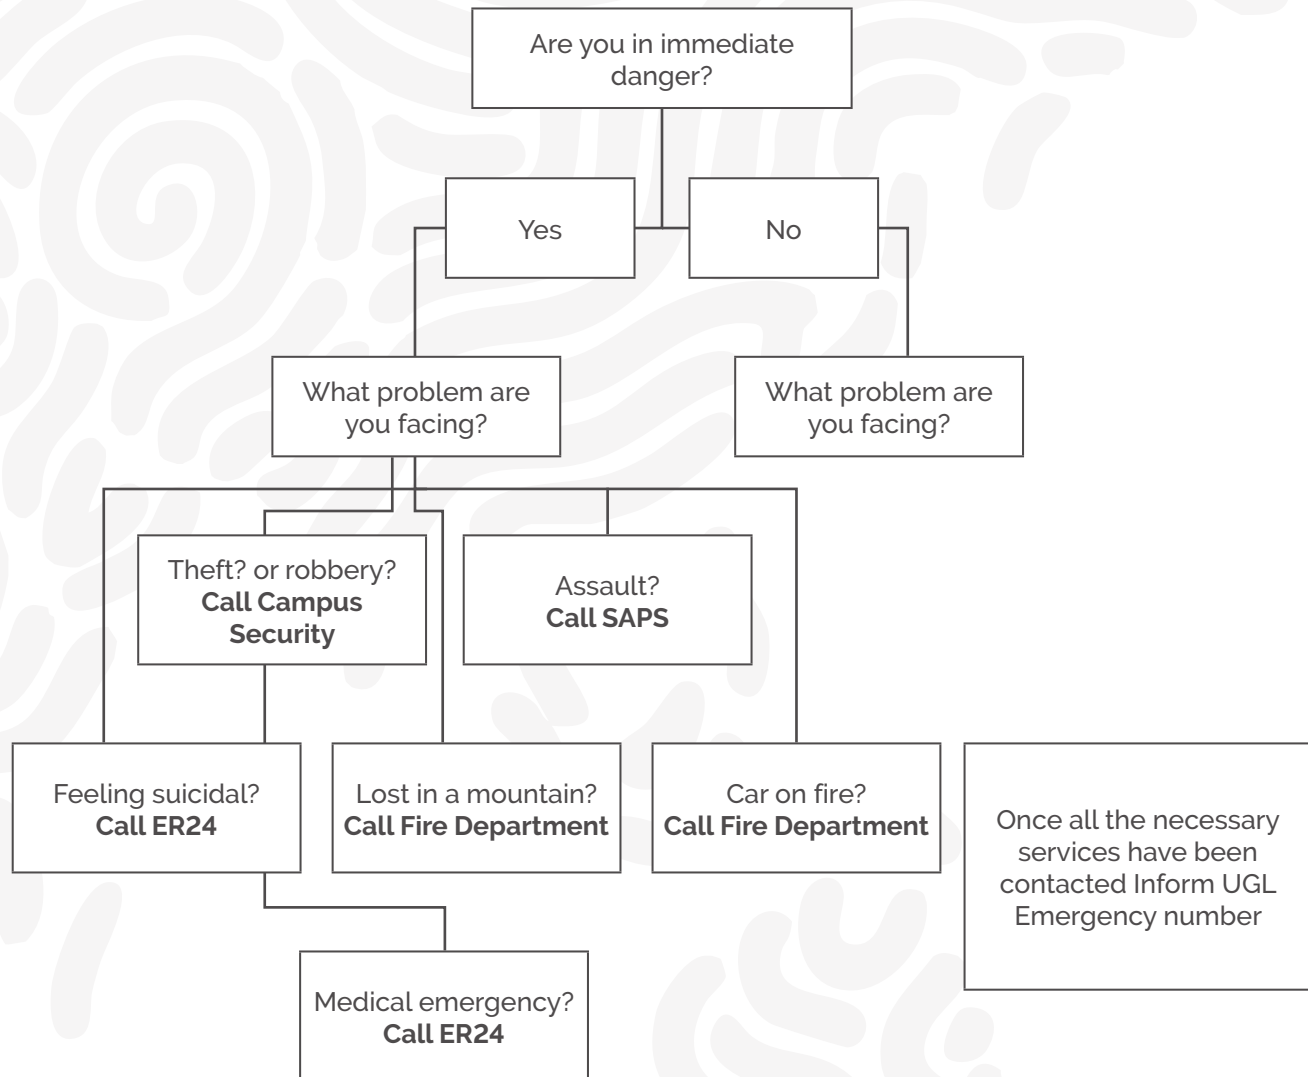 Are you in immediate
danger?
Yes
No
What problem are
you facing?
What problem are
you facing?
Theft? or robbery?
Call Campus
Security
Assault?
Call SAPS
Feeling suicidal?
Call ER24
Lost in a mountain?
Call Fire Department
Car on fire?
Call Fire Department
Once all the necessary
services have been
contacted Inform UGL
Emergency number
Medical emergency?
Call ER24